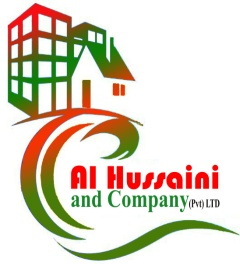 Al Hussaini
and Company (Pvt) LTD